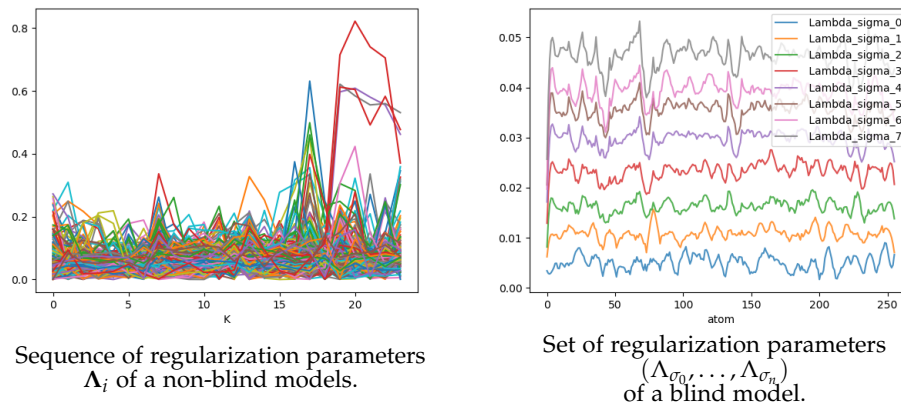 0.8
0.6
0.4
0.2
0.0
0 5 10 15 20
K
Sequence of regularization parameters
Λi of a non-blind models.
0.05
0.04
0.03
0.02
0.01
0.00
Lambda_sigma_0
Lambda_sigma_1
Lambda_sigma_2
Lambda_sigma_3
Lambda_sigma_4
Lambda_sigma_5
Lambda_sigma_6
Lambda_sigma_7
0 50 100 150 200 250
atom
Set of regularization parameters
(Λσ0, . . . , Λσn)
of a blind model.